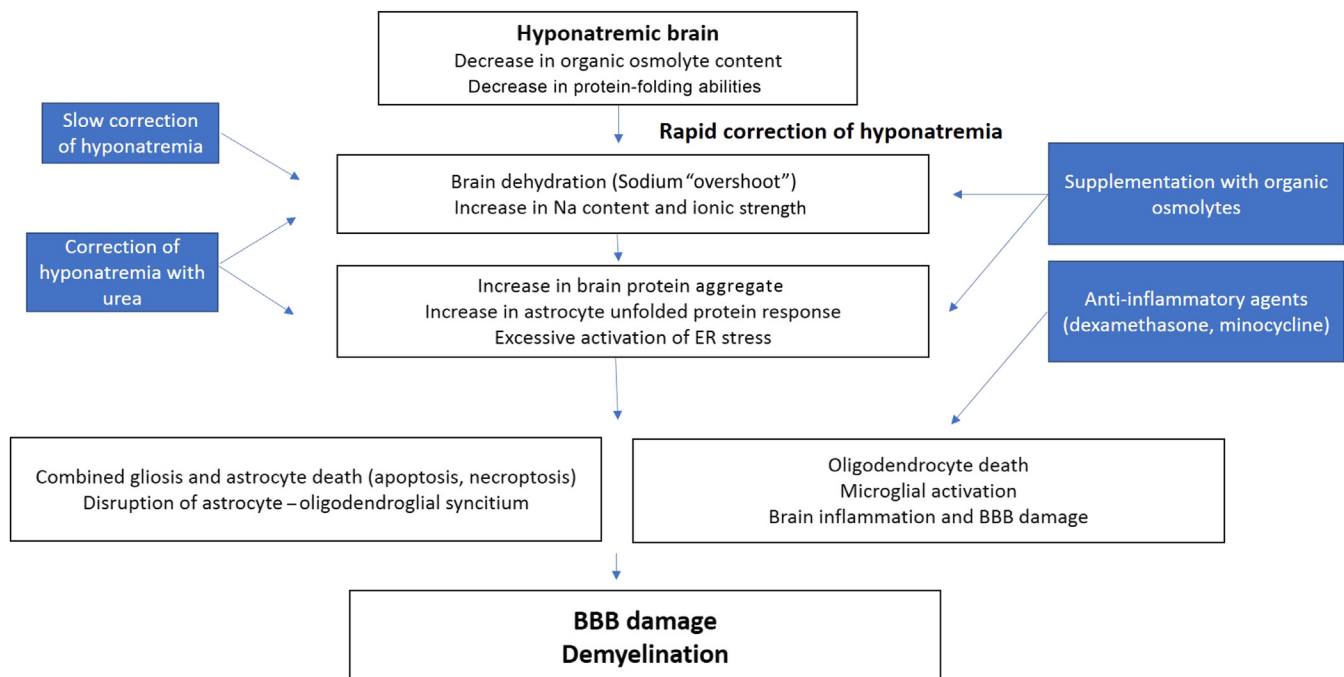 Hyponatremic brain
Decrease in organic osmolyte content
Decrease in protein-folding abilities
Slow correction
of hyponatremia
Rapid correction of hyponatremia
Brain dehydration (Sodium “overshoot”)
Increase in Na content and ionic strength
Supplementation with organic
osmolytes
Correction of
hyponatremia with
urea
Increase in brain protein aggregate
Increase in astrocyte unfolded protein response
Excessive activation of ER stress
Anti-inflammatory agents
(dexamethasone, minocycline)
Combined gliosis and astrocyte death (apoptosis, necroptosis)
Disruption of astrocyte – oligodendroglial syncitium
Oligodendrocyte death
Microglial activation
Brain inflammation and BBB damage
BBB damage
Demyelination